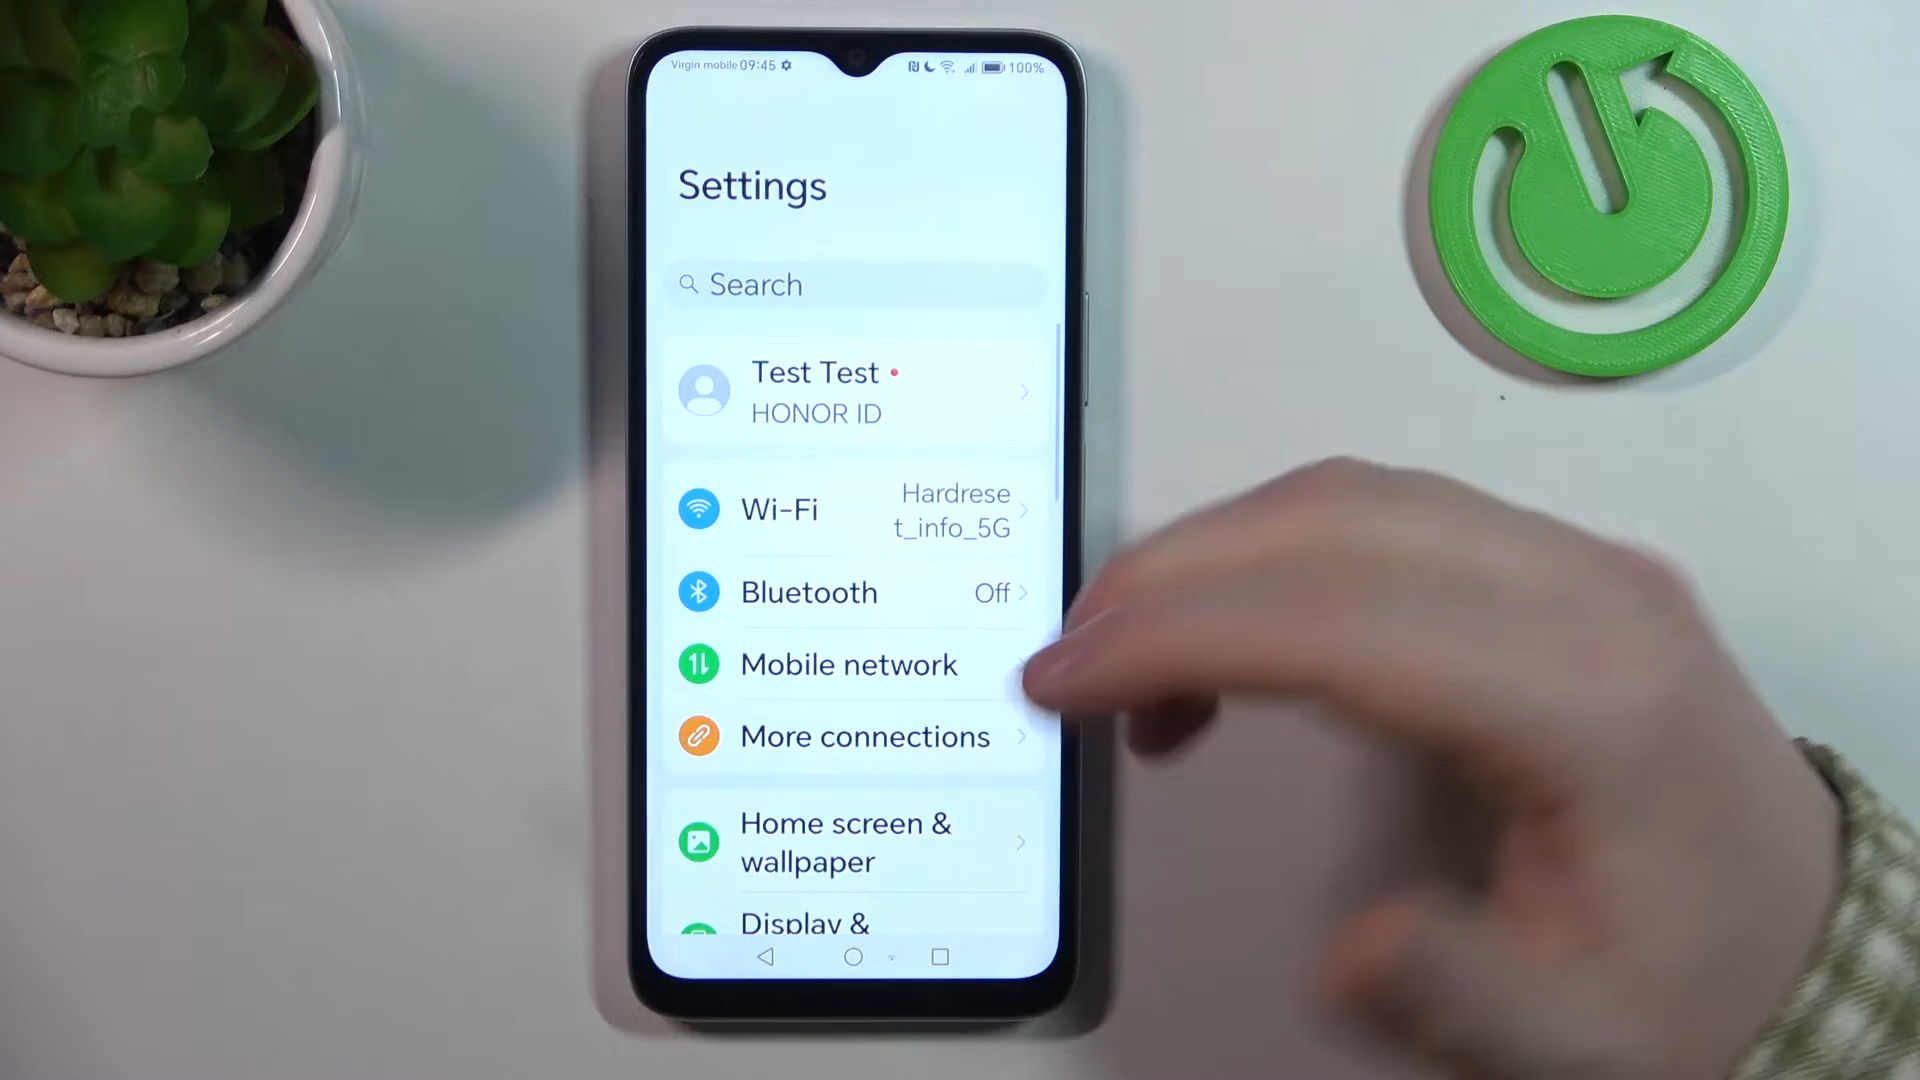 Virgin mobile 09:45
100%
Settings
Search
Test Test
HONOR ID
Wi-Fi
Hardrese
t_info_5G
Bluetooth
Off
Mobile network
More connections
Home screen &
wallpaper
Display &